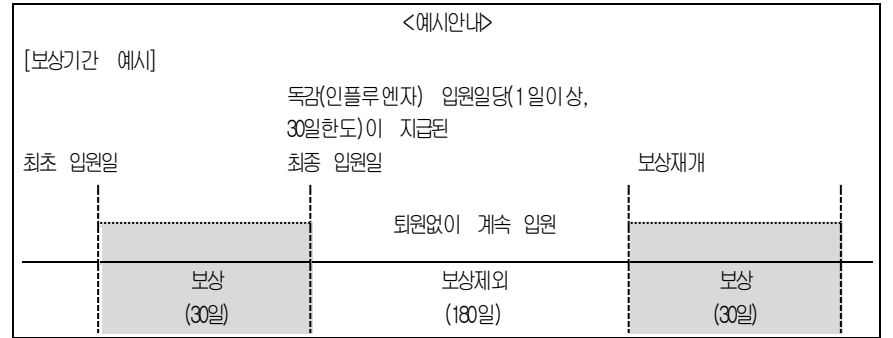 <예시안내>
[보상기간 예시]
독감(인플루엔자) 입원일당(1일이상,
30일한도)이 지급된
최초 입원일 최종 입원일 보상재개
퇴원없이 계속 입원
보상 보상제외 보상
(30일) (180일) (30일)